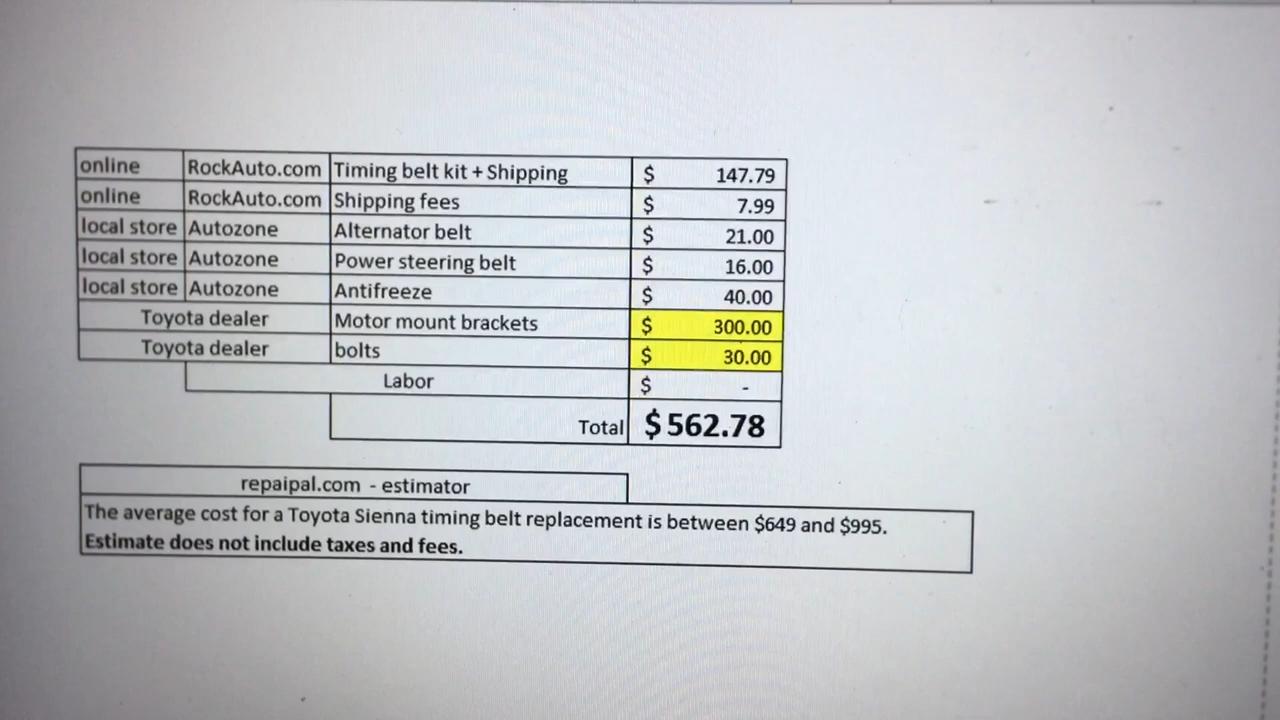 online RockAuto.com Timing belt kit + Shipping $ 147.79
online RockAuto.com Shipping fees $ 7.99
local store Autozone Alternator belt $ 21.00
local store Autozone Power steering belt $ 16.00
local store Autozone Antifreeze $ 40.00
Toyota dealer Motor mount brackets $ 300.00
Toyota dealer bolts $ 30.00
Labor $ -
Total $ 562.78
repaipal.com - estimator
The average cost for a Toyota Sienna timing belt replacement is between $649 and $995.
Estimate does not include taxes and fees.